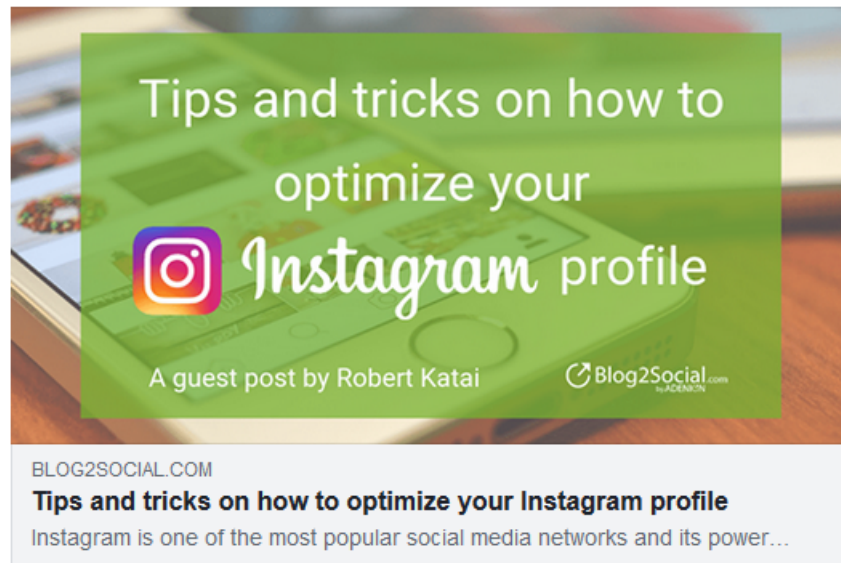 Tips and tricks on how to
optimize your
Instagram profile
A guest post by Robert Katai
Blog2Social.com
by ADENION
BLOG2SOCIAL.COM
Tips and tricks on how to optimize your Instagram profile
Instagram is one of the most popular social media networks and its power…